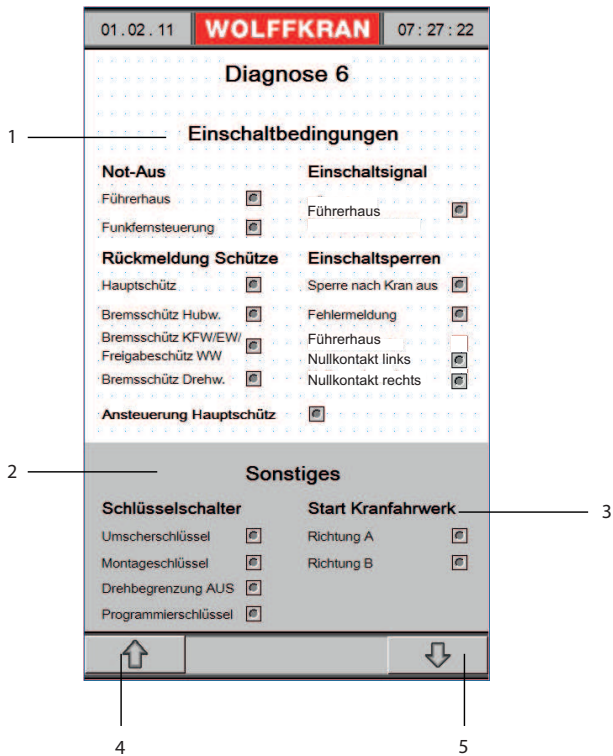 01.02.11 WOLFFKRAN 07:27:22
Diagnose 6
1
Einschaltbedingungen
Not-Aus
Führerhaus
Funkfernsteuerung
Einschaltsignal
Führerhaus
Rückmeldung Schütze
Hauptschütz
Bremsschütz Hubw.
Bremsschütz KFW/EW/
Freigabeschütz WW
Bremsschütz Drehw.
Einschaltsperren
Sperre nach Kran aus
Fehlermeldung
Führerhaus
Nullkontakt links
Nullkontakt rechts
Ansteuerung Hauptschütz
2
Sonstiges
Schlüsselschalter
Umscherschlüssel
Montageschlüssel
Drehbegrenzung AUS
Programmierschlüssel
Start Kranfahrwerk
3
Richtung A
Richtung B
4
5